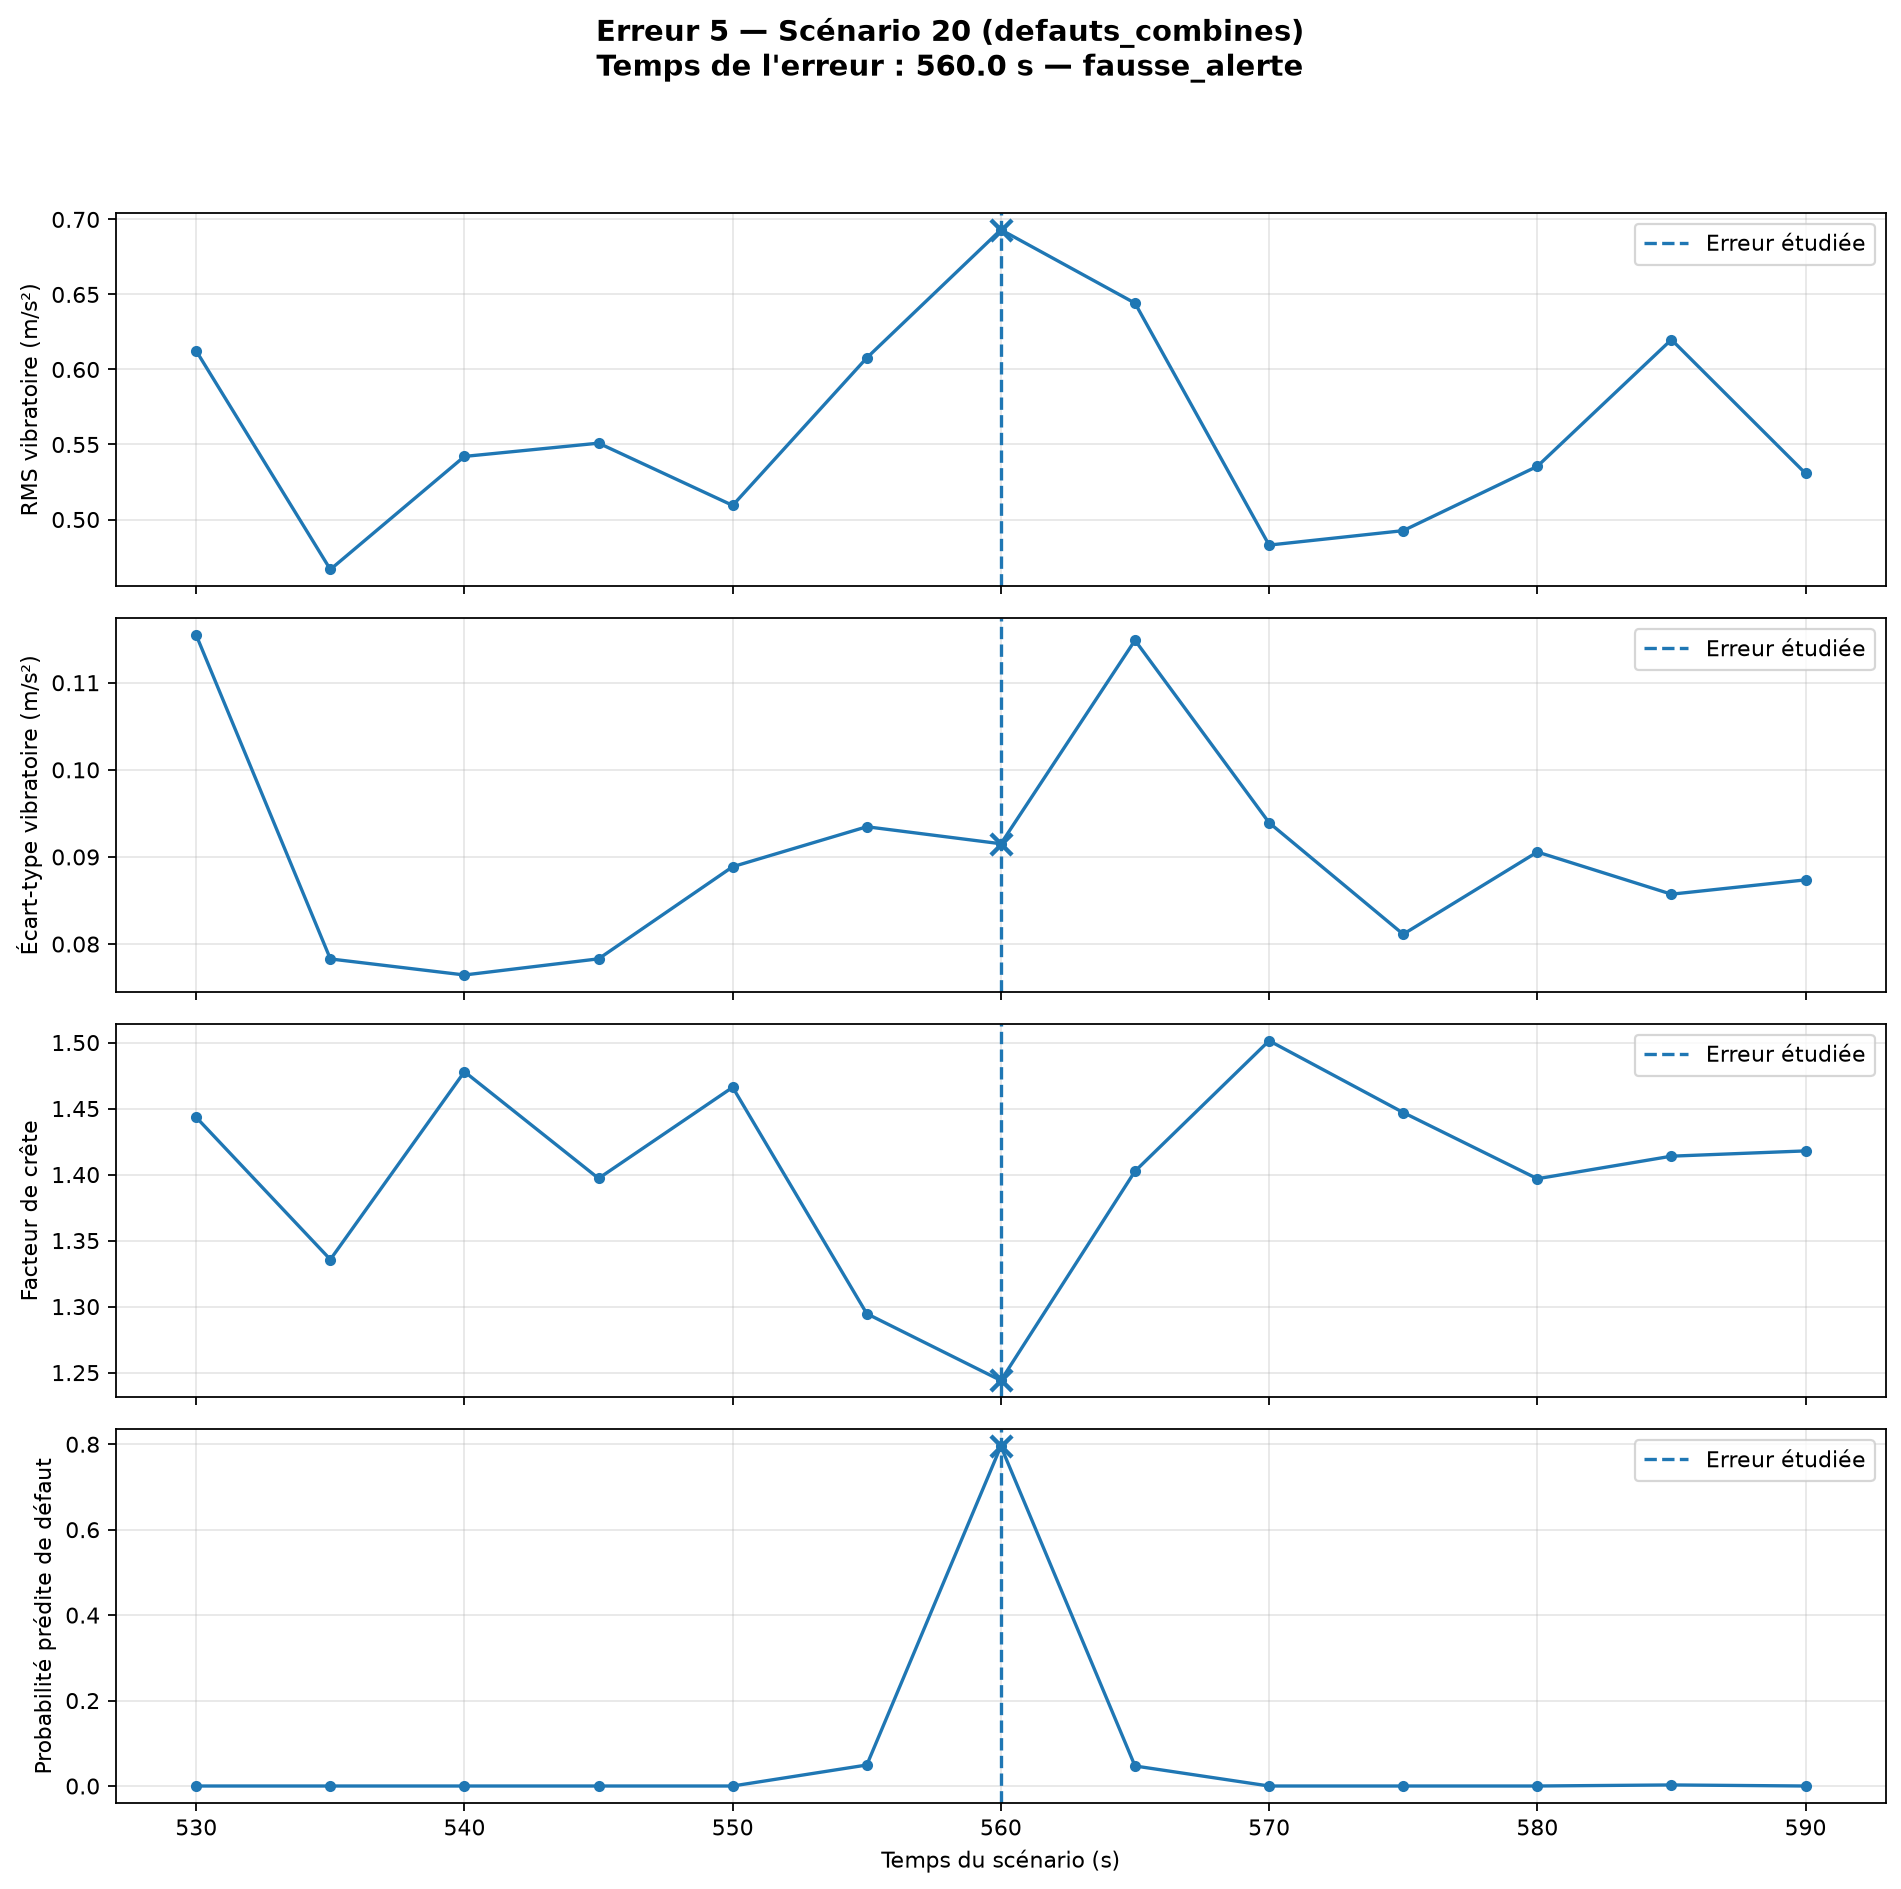 Erreur 5 — Scénario 20 (defauts_combines)
Temps de l'erreur : 560.0 s — fausse_alerte
RMS vibratoire (m/s²)
0.70
0.65
0.60
0.55
0.50
Erreur étudiée
Écart-type vibratoire (m/s²)
0.11
0.10
0.09
0.08
Erreur étudiée
Facteur de crête
1.50
1.45
1.40
1.35
1.30
1.25
Erreur étudiée
Probabilité prédite de défaut
0.8
0.6
0.4
0.2
0.0
Erreur étudiée
530 540 550 560 570 580 590
Temps du scénario (s)